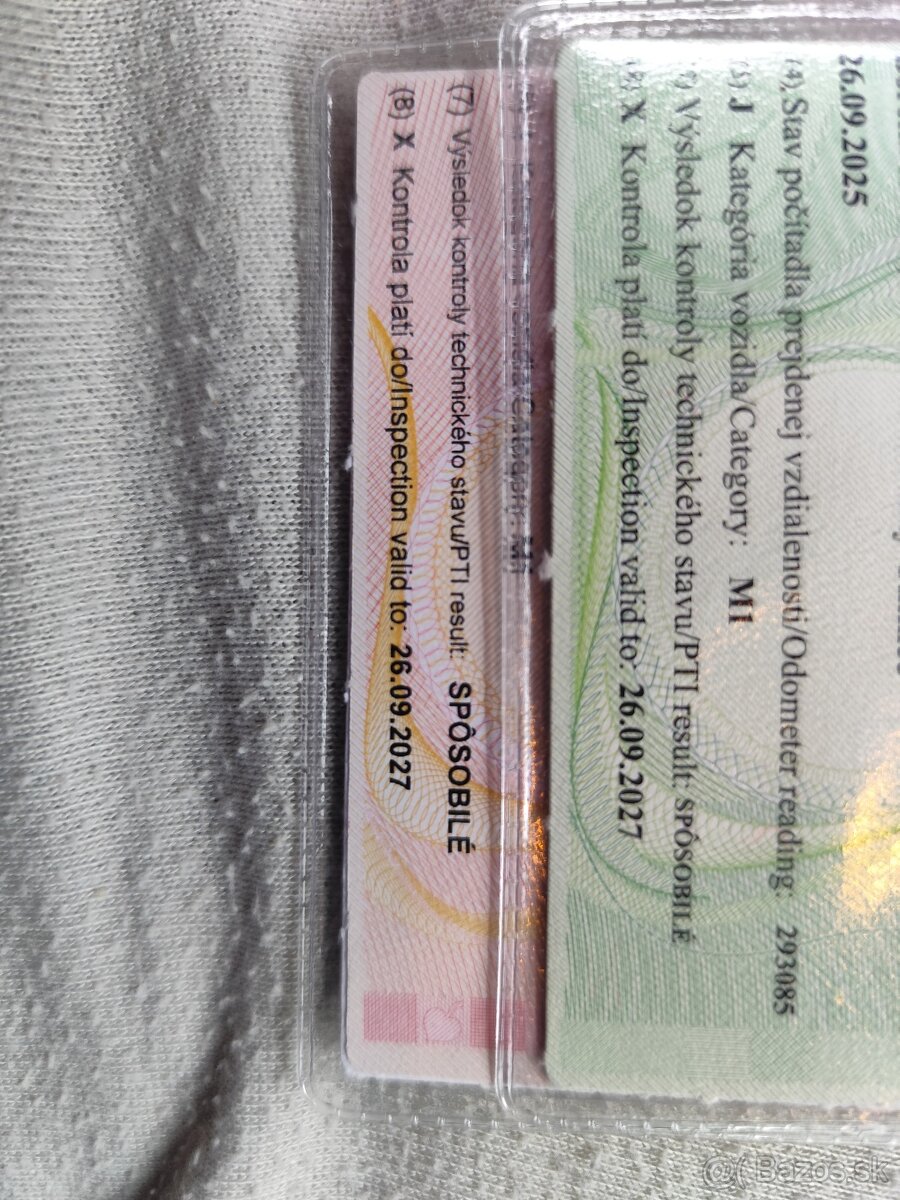 26.09.2025
(4) Stav počítadla prejdenej vzdialenosti/Odometer reading: 293085
J Kategória vozidla/Category: M1
Výsledok kontroly technického stavu/PTI result: SPÔSOBILÉ
X Kontrola platí do/Inspection valid to: 26.09.2027
M1
(7) Výsledok kontroly technického stavu/PTI result: SPÔSOBILÉ
(8) X Kontrola platí do/Inspection valid to: 26.09.2027
Bazos.sk